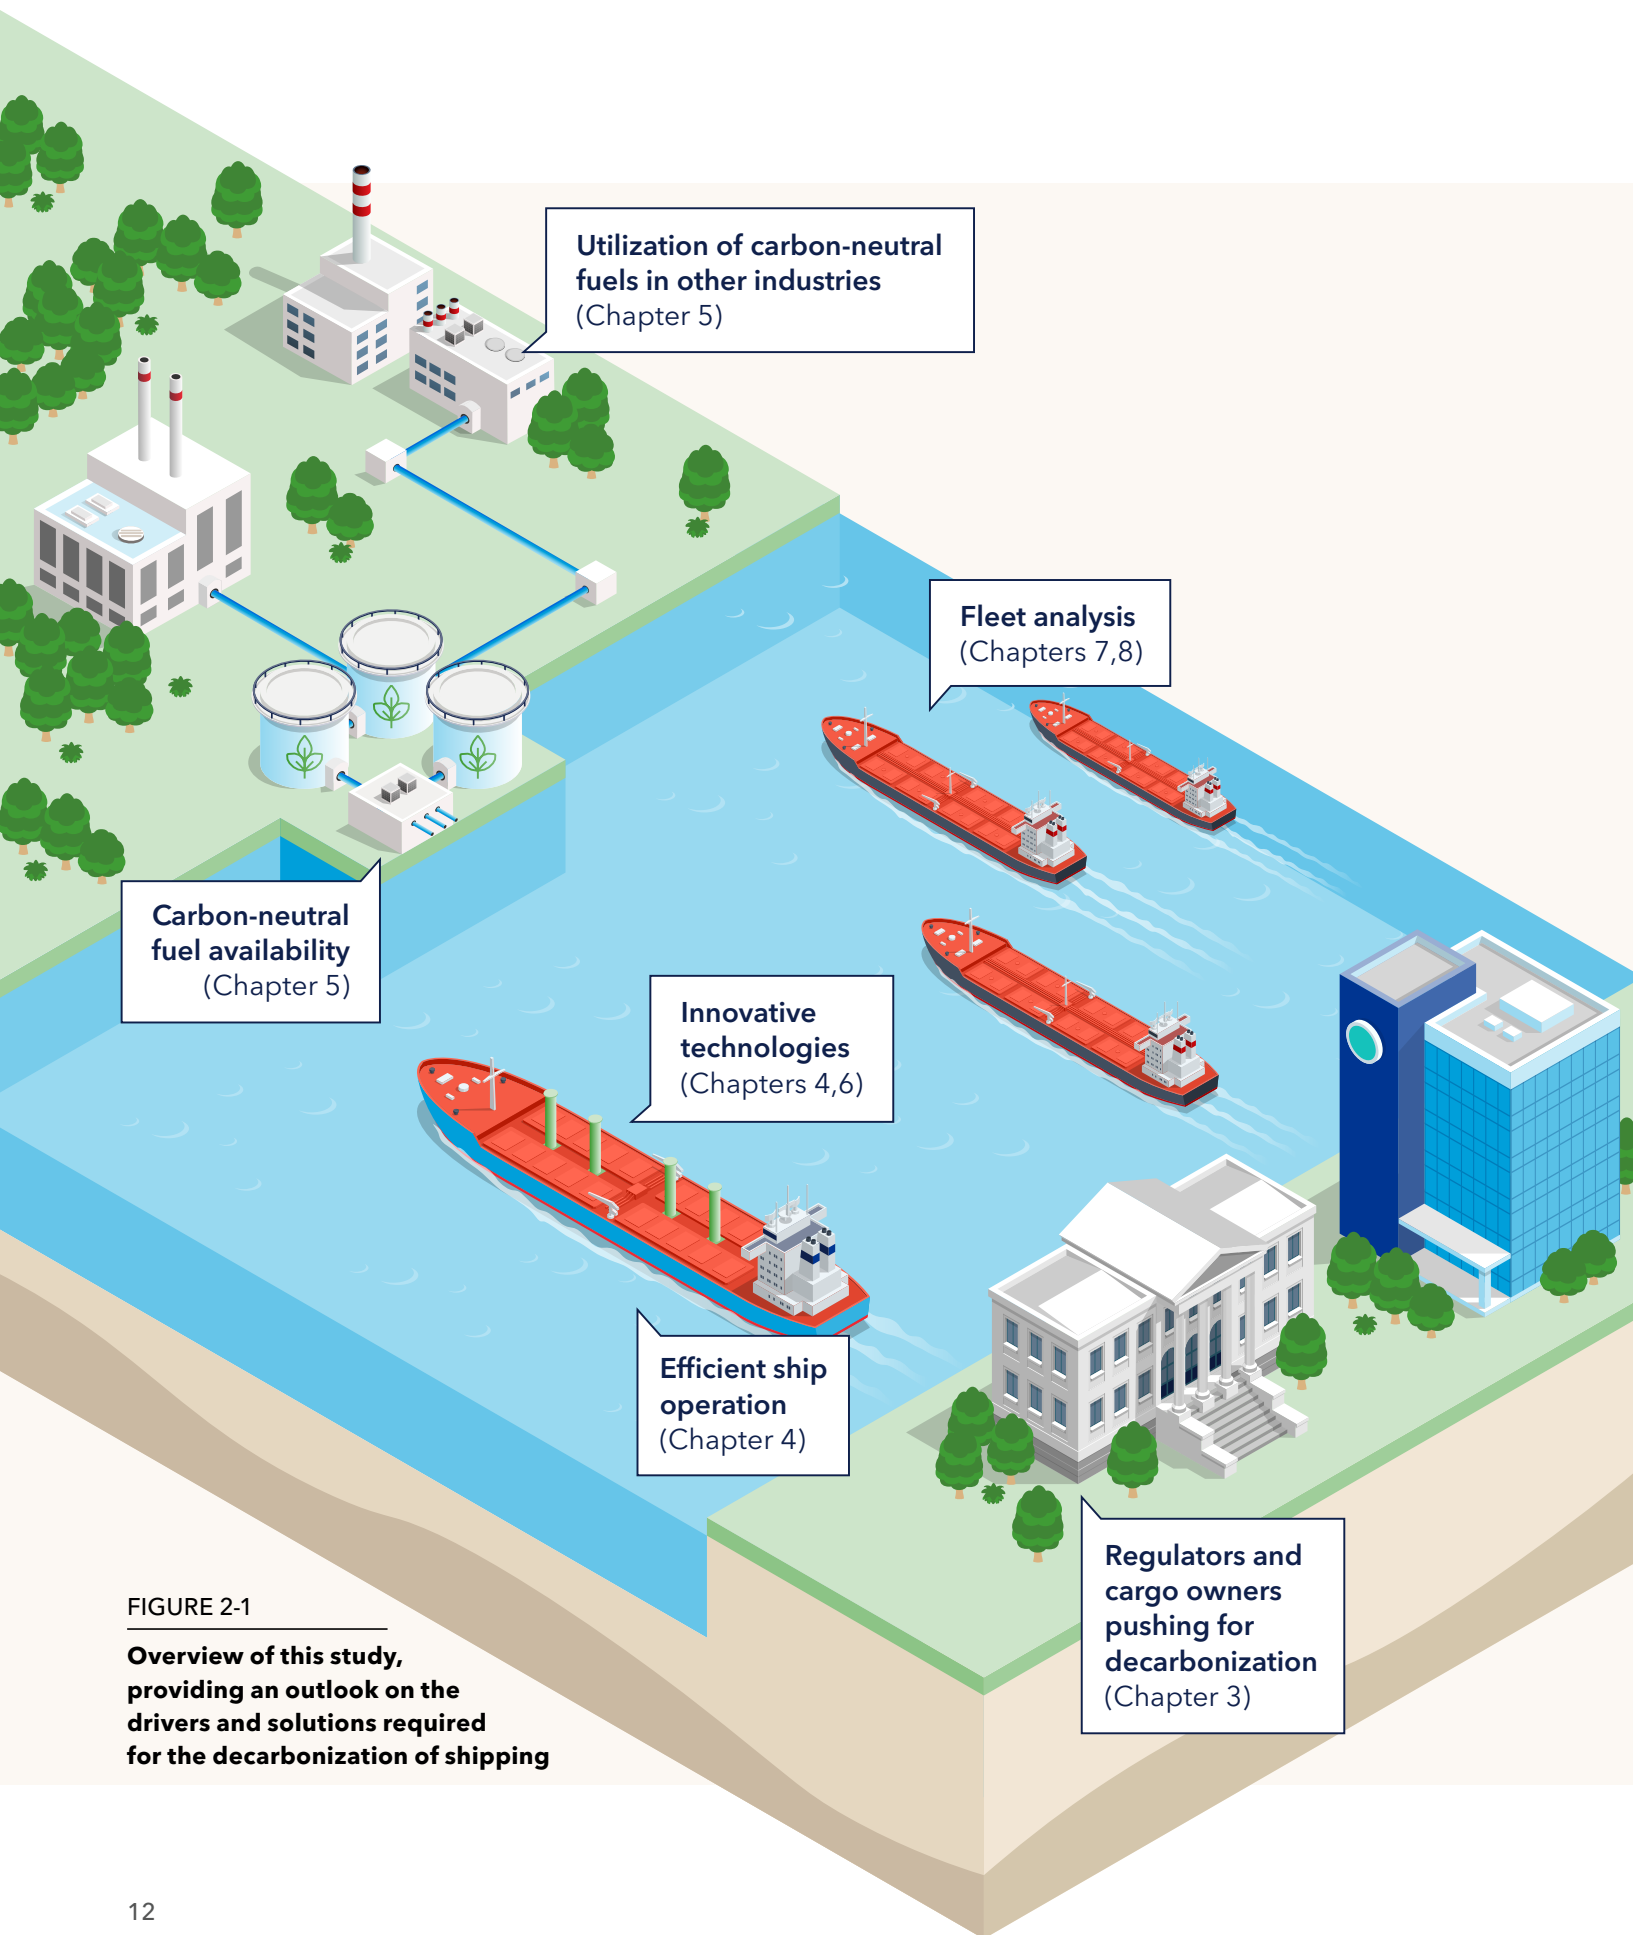 Utilization of carbon-neutral
fuels in other industries
(Chapter 5)
Fleet analysis
(Chapters 7,8)
Carbon-neutral
fuel availability
(Chapter 5)
Innovative
technologies
(Chapters 4,6)
Efficient ship
operation
(Chapter 4)
Regulators and
cargo owners
pushing for
decarbonization
(Chapter 3)
FIGURE 2-1
Overview of this study,
providing an outlook on the
drivers and solutions required
for the decarbonization of shipping
12